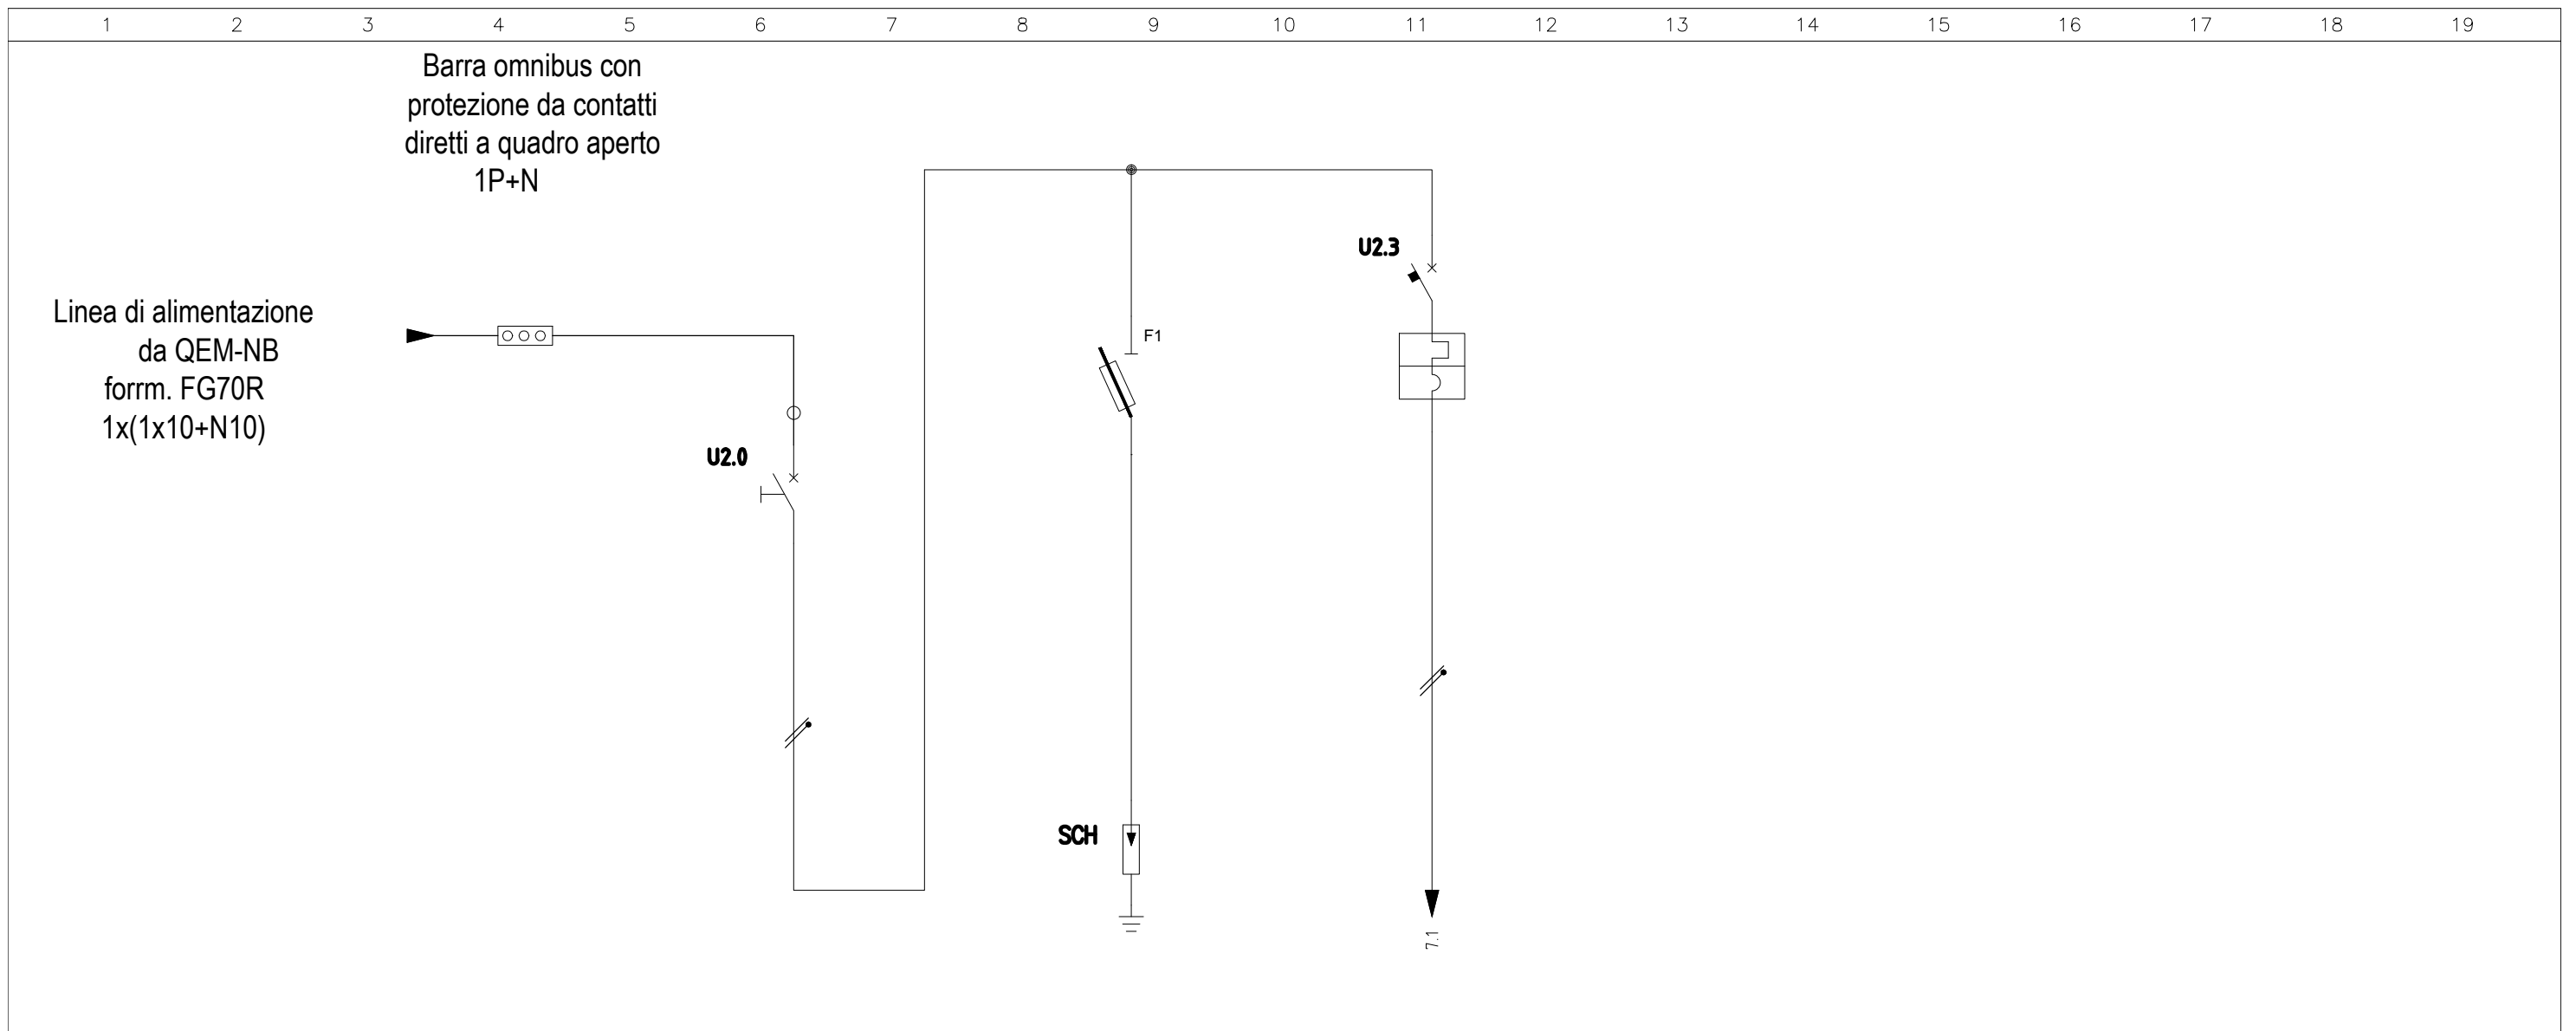 1 2 3 4 5 6 7 8 9 10 11 12 13 14 15 16 17 18 19
Barra omnibus con
protezione da contatti
diretti a quadro aperto
1P+N
Linea di alimentazione
da QEM-NB
forrm. FG70R
1x(1x10+N10)
U2.0
F1
SCH
U2.3
7.1